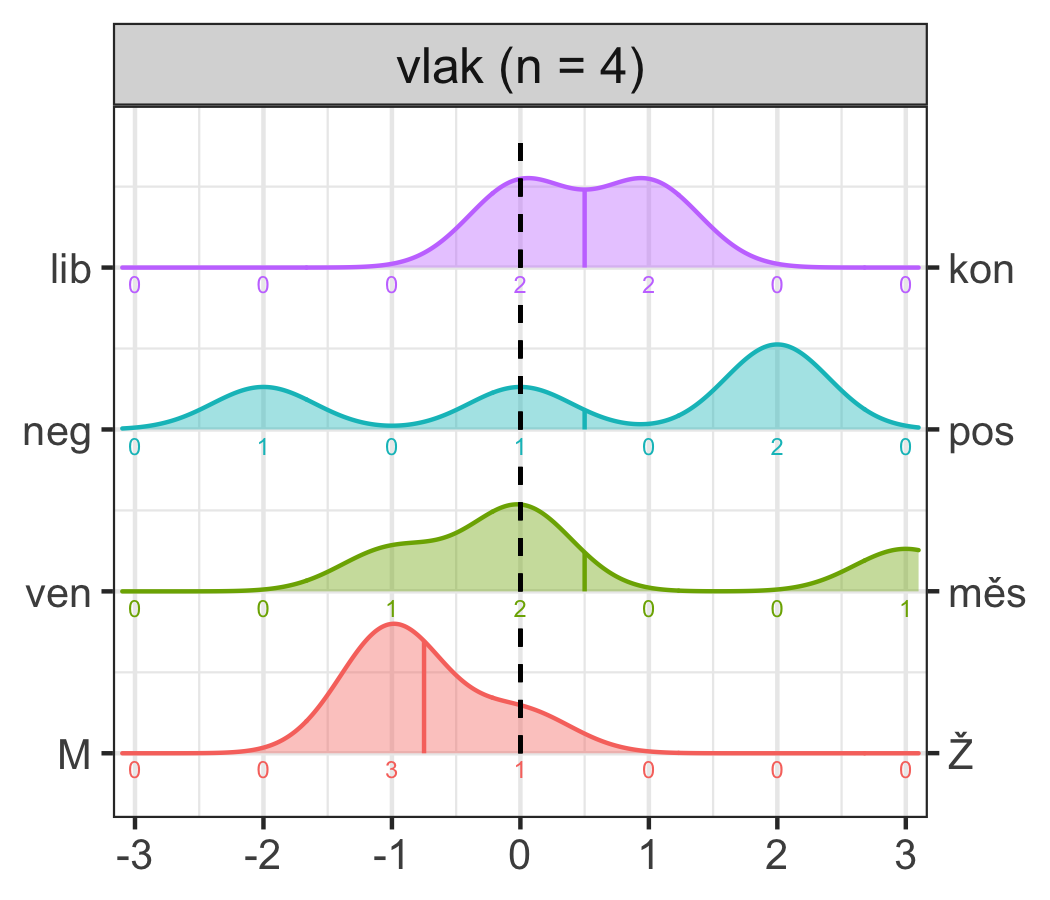 vlak (n = 4)
lib kon
0 0 0 2 2 0 0
neg pos
0 1 0 1 0 2 0
ven měs
0 0 1 2 0 0 1
M Ž
0 0 3 1 0 0 0
-3 -2 -1 0 1 2 3